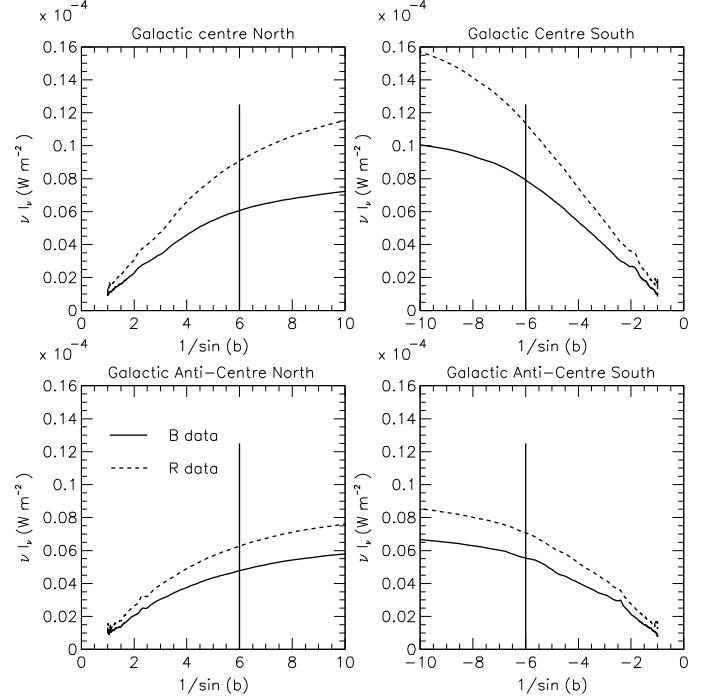 x 10⁻⁴
Galactic centre North
0.16
0.14
0.12
0.1
0.08
0.06
0.04
0.02
0
ν Iᵥ (W m⁻²)
0 2 4 6 8 10
1/sin (b)
x 10⁻⁴
Galactic Centre South
0.16
0.14
0.12
0.1
0.08
0.06
0.04
0.02
0
ν Iᵥ (W m⁻²)
-10 -8 -6 -4 -2 0
1/sin (b)
x 10⁻⁴
Galactic Anti-Centre North
0.16
0.14
0.12
0.1
0.08
0.06
0.04
0.02
0
ν Iᵥ (W m⁻²)
B data
R data
0 2 4 6 8 10
1/sin (b)
x 10⁻⁴
Galactic Anti-Centre South
0.16
0.14
0.12
0.1
0.08
0.06
0.04
0.02
0
ν Iᵥ (W m⁻²)
-10 -8 -6 -4 -2 0
1/sin (b)